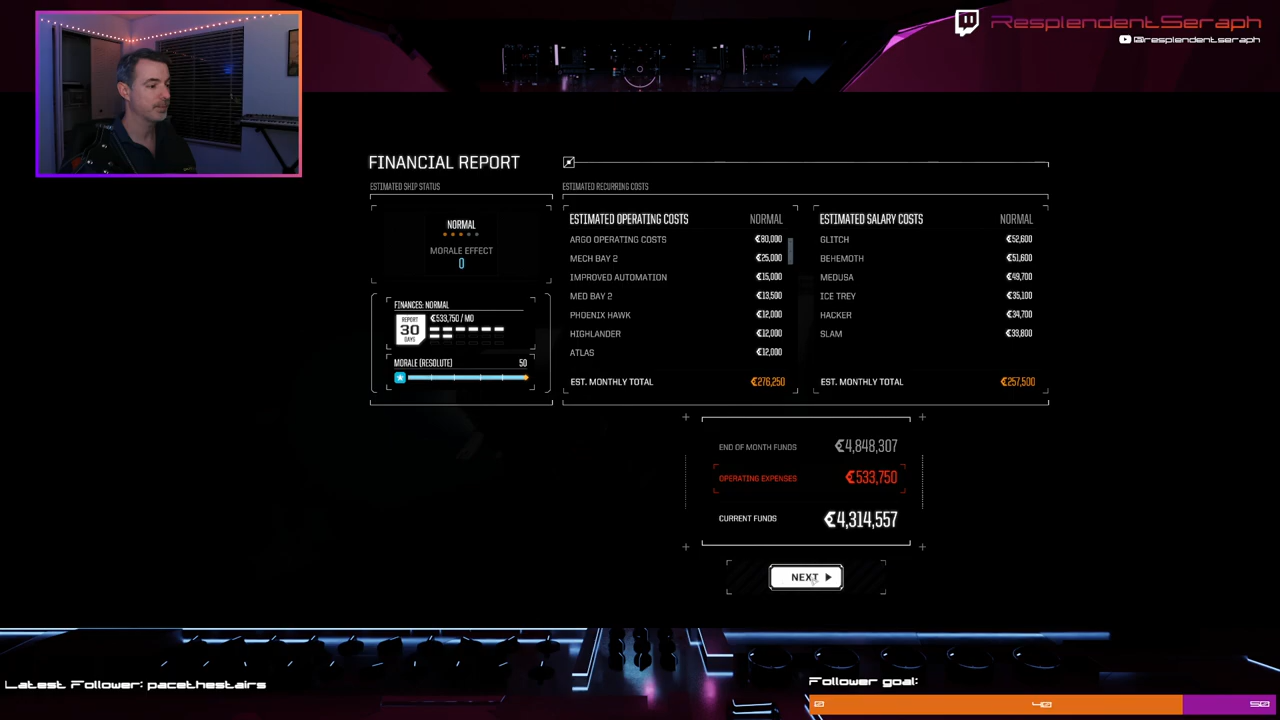 ResplendentSeraph
@resplendentseraph
FINANCIAL REPORT
ESTIMATED SHIP STATUS
ESTIMATED RECURRING COSTS
NORMAL
MORALE EFFECT
0
FINANCES: NORMAL
REPORT
30
DAYS
₡533,750 / MO
MORALE (RESOLUTE) 50
ESTIMATED OPERATING COSTS NORMAL
ARGO OPERATING COSTS ₡80,000
MECH BAY 2 ₡25,000
IMPROVED AUTOMATION ₡15,000
MED BAY 2 ₡13,500
PHOENIX HAWK ₡12,000
HIGHLANDER ₡12,000
ATLAS ₡12,000
EST. MONTHLY TOTAL ₡276,250
ESTIMATED SALARY COSTS NORMAL
GLITCH ₡52,600
BEHEMOTH ₡51,600
MEDUSA ₡49,700
ICE TREY ₡35,100
HACKER ₡34,700
SLAM ₡33,800
EST. MONTHLY TOTAL ₡257,500
END OF MONTH FUNDS ₡4,848,307
OPERATING EXPENSES ₡533,750
CURRENT FUNDS ₡4,314,557
NEXT
Latest Follower: pacethestairs
Follower goal:
0 40 50